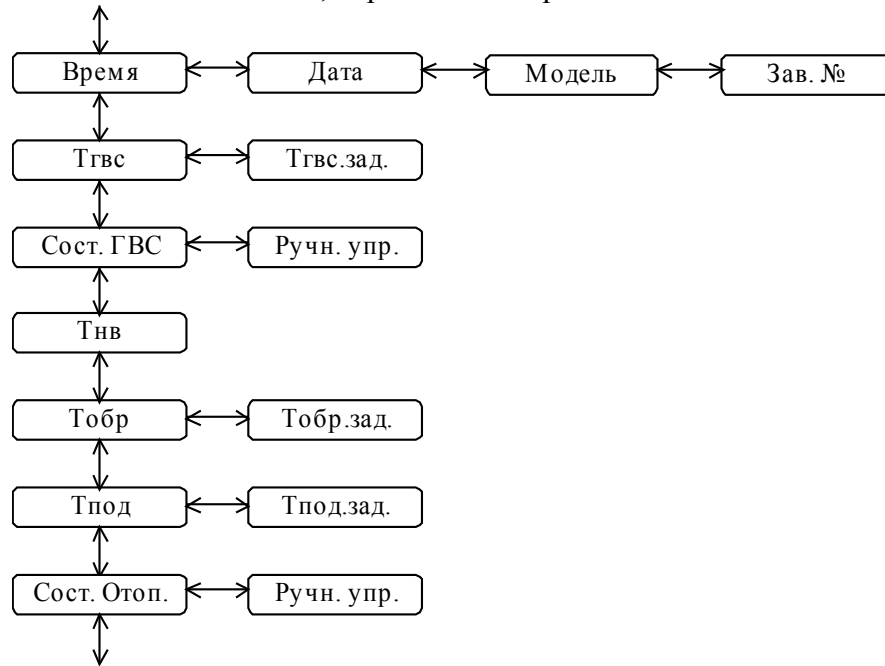 Время Дата Модель Зав. №
Тгвс Тгвс.зад.
Сост. ГВС Ручн. упр.
Тнв
Тобр Тобр.зад.
Тпод Тпод.зад.
Сост. Отоп. Ручн. упр.